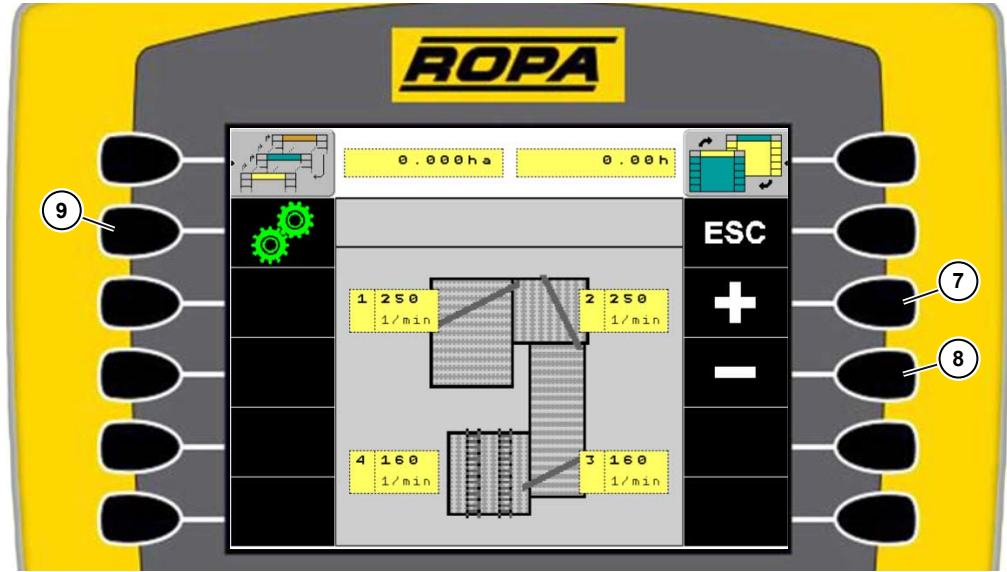 ROPA
0.000ha
0.00h
9
ESC
1 250
1/min
2 250
1/min
7
8
4 160
1/min
3 160
1/min